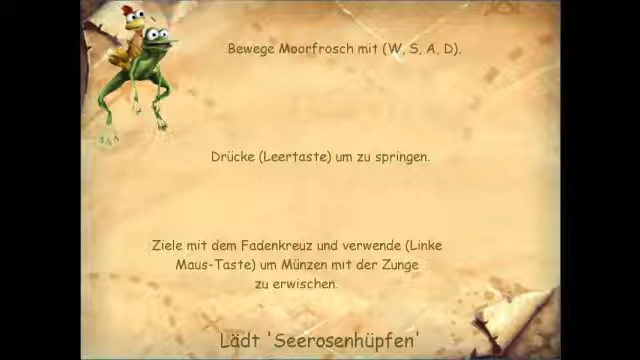 Bewege Moorfrosch mit (W, S, A, D).
Drücke (Leertaste) um zu springen.
Ziele mit dem Fadenkreuz und verwende (Linke
Maus-Taste) um Münzen mit der Zunge
zu erwischen.
Lädt 'Seerosenhüpfen'